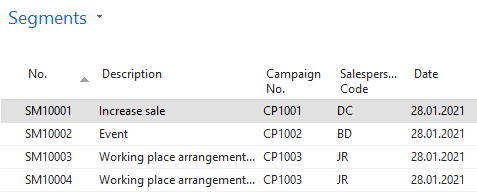 Segments
No. Description Campaign No. Salespers... Code Date
SM10001 Increase sale CP1001 DC 28.01.2021
SM10002 Event CP1002 BD 28.01.2021
SM10003 Working place arrangement... CP1003 JR 28.01.2021
SM10004 Working place arrangement... CP1003 JR 28.01.2021